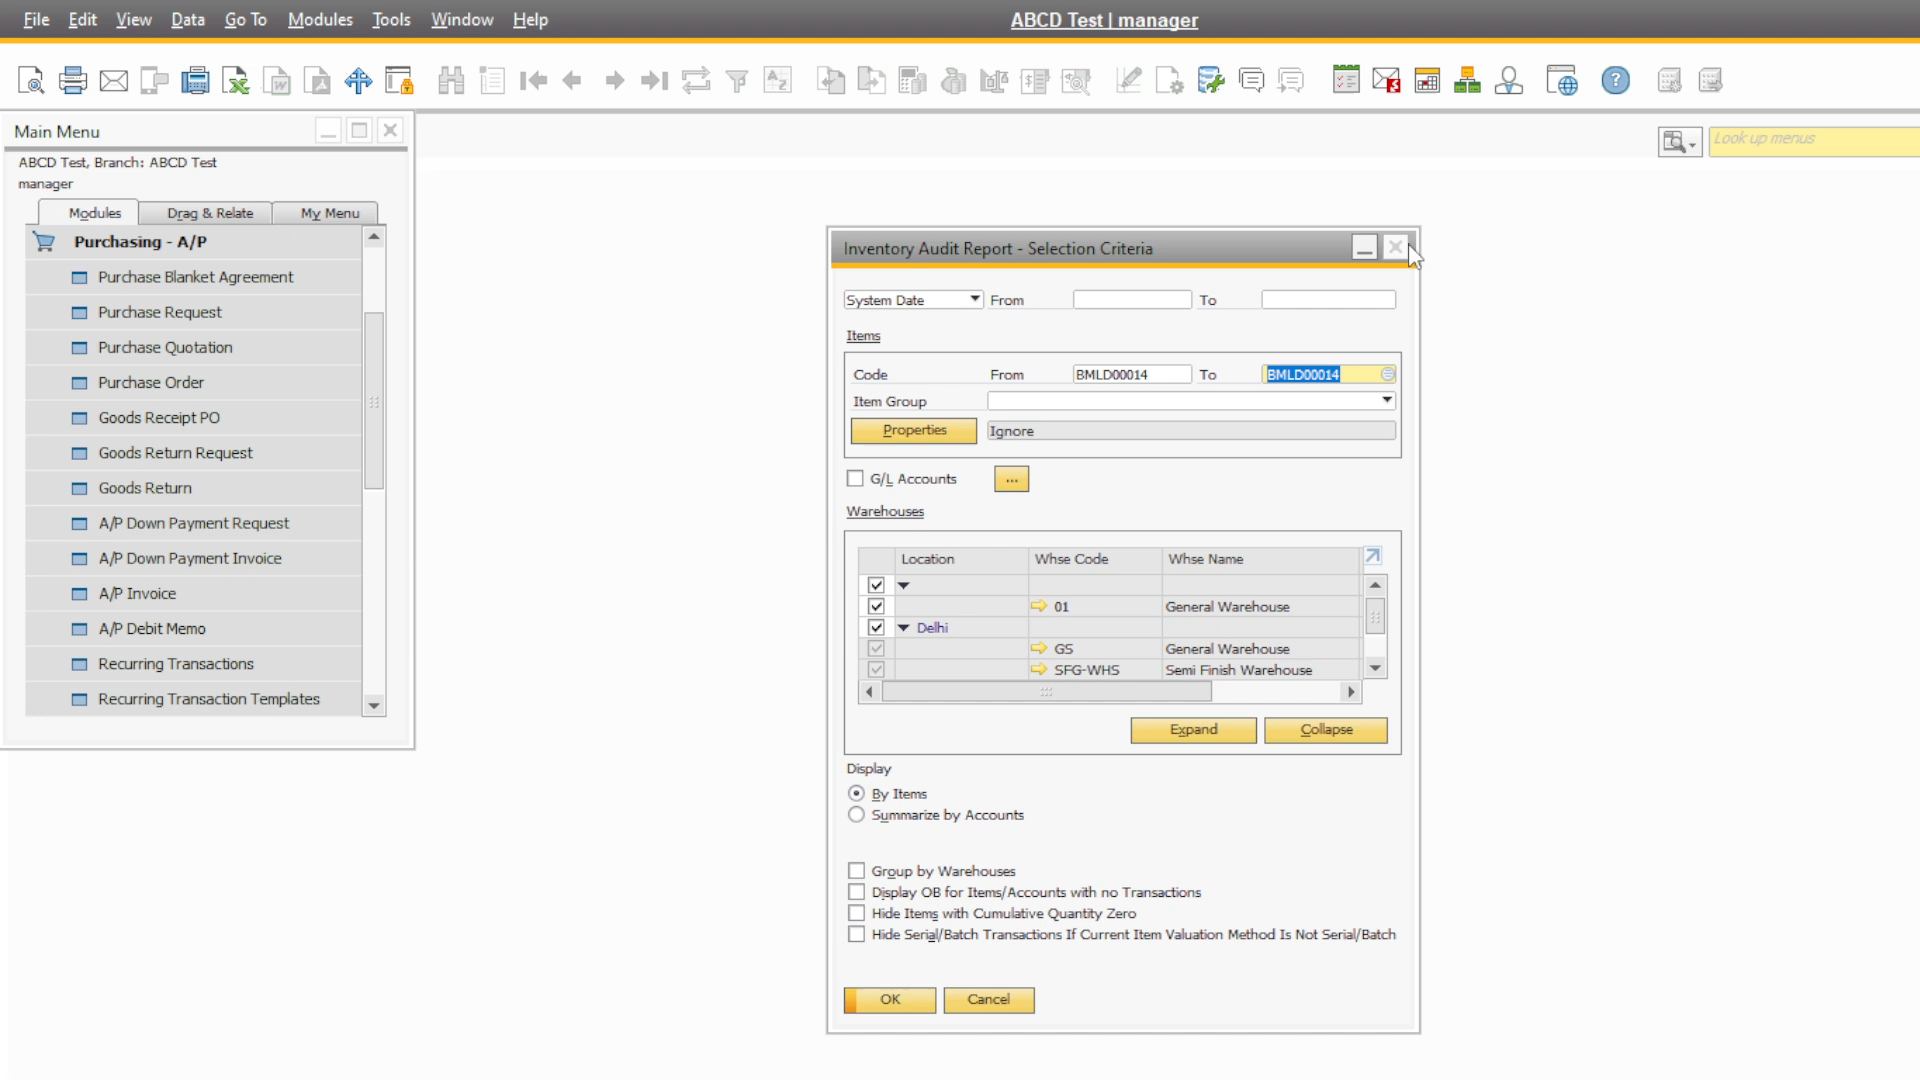 File Edit View Data Go To Modules Tools Window Help
ABCD Test | manager
Look up menus
Main Menu
ABCD Test, Branch: ABCD Test
manager
Modules Drag & Relate My Menu
Purchasing - A/P
Purchase Blanket Agreement
Purchase Request
Purchase Quotation
Purchase Order
Goods Receipt PO
Goods Return Request
Goods Return
A/P Down Payment Request
A/P Down Payment Invoice
A/P Invoice
A/P Debit Memo
Recurring Transactions
Recurring Transaction Templates
Inventory Audit Report - Selection Criteria
System Date From To
Items
Code From BMLD00014 To BMLD00014
Item Group
Properties Ignore
G/L Accounts ...
Warehouses
Location Whse Code Whse Name
01 General Warehouse
Delhi
GS General Warehouse
SFG-WHS Semi Finish Warehouse
Expand Collapse
Display
By Items
Summarize by Accounts
Group by Warehouses
Display OB for Items/Accounts with no Transactions
Hide Items with Cumulative Quantity Zero
Hide Serial/Batch Transactions If Current Item Valuation Method Is Not Serial/Batch
OK Cancel